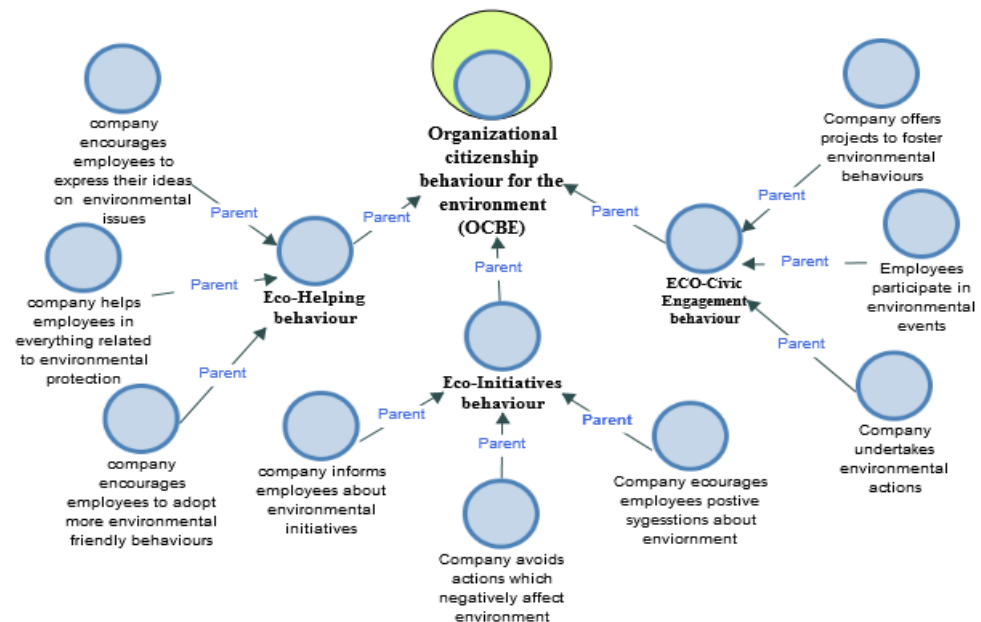 Organizational
citizenship
behaviour for the
environment
(OCBE)
company
encourages
employees to
express their ideas
on environmental
issues
Parent
Parent
company helps
employees in
everything related
to environmental
protection
Parent
Eco-Helping
behaviour
company
encourages
employees to adopt
more environmental
friendly behaviours
Parent
Parent
Eco-Initiatives
behaviour
company informs
employees about
environmental
initiatives
Parent
Company avoids
actions which
negatively affect
environment
Parent
Company ecourages
employees postive
sygesstions about
enviornment
Parent
Parent
ECO-Civic
Engagement
behaviour
Company offers
projects to foster
environmental
behaviours
Parent
Employees
participate in
environmental
events
Parent
Company
undertakes
environmental
actions
Parent